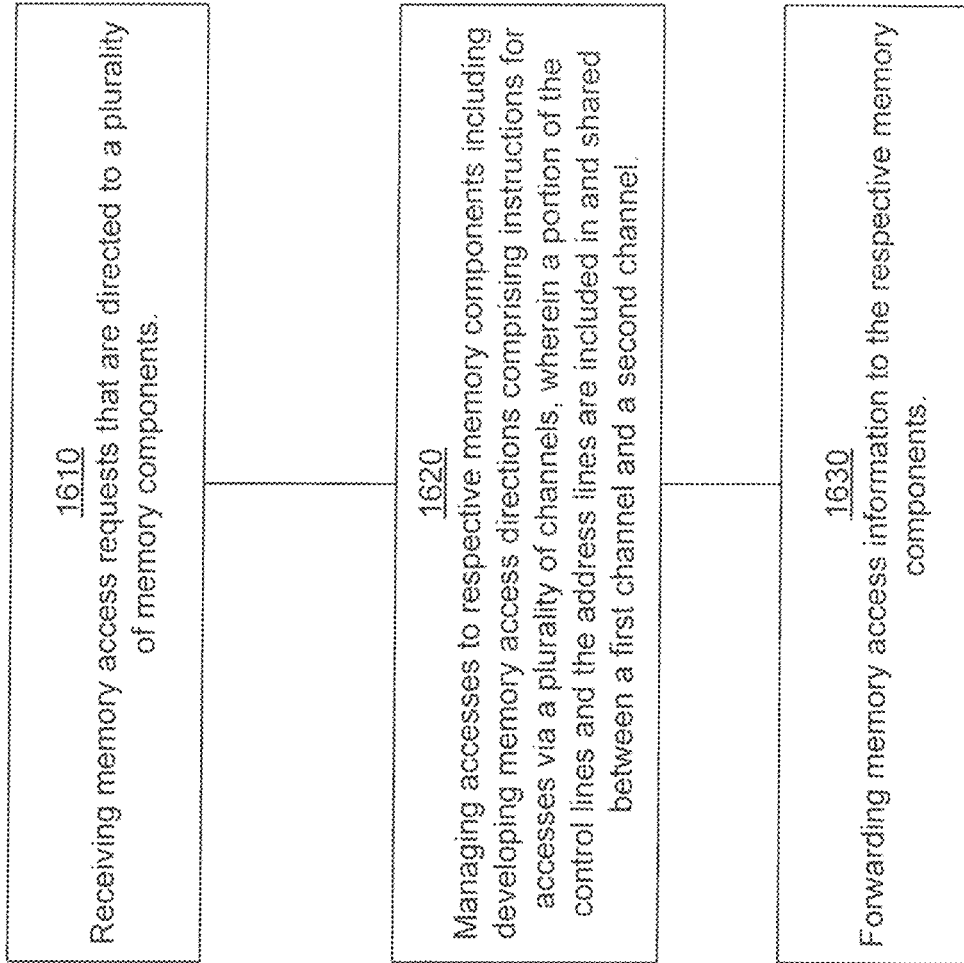 1610
Receiving memory access requests that are directed to a plurality
of memory components.
1620
Managing accesses to respective memory components including
developing memory access directions comprising instructions for
accesses via a plurality of channels, wherein a portion of the
control lines and the address lines are included in and shared
between a first channel and a second channel.
1630
Forwarding memory access information to the respective memory
components.